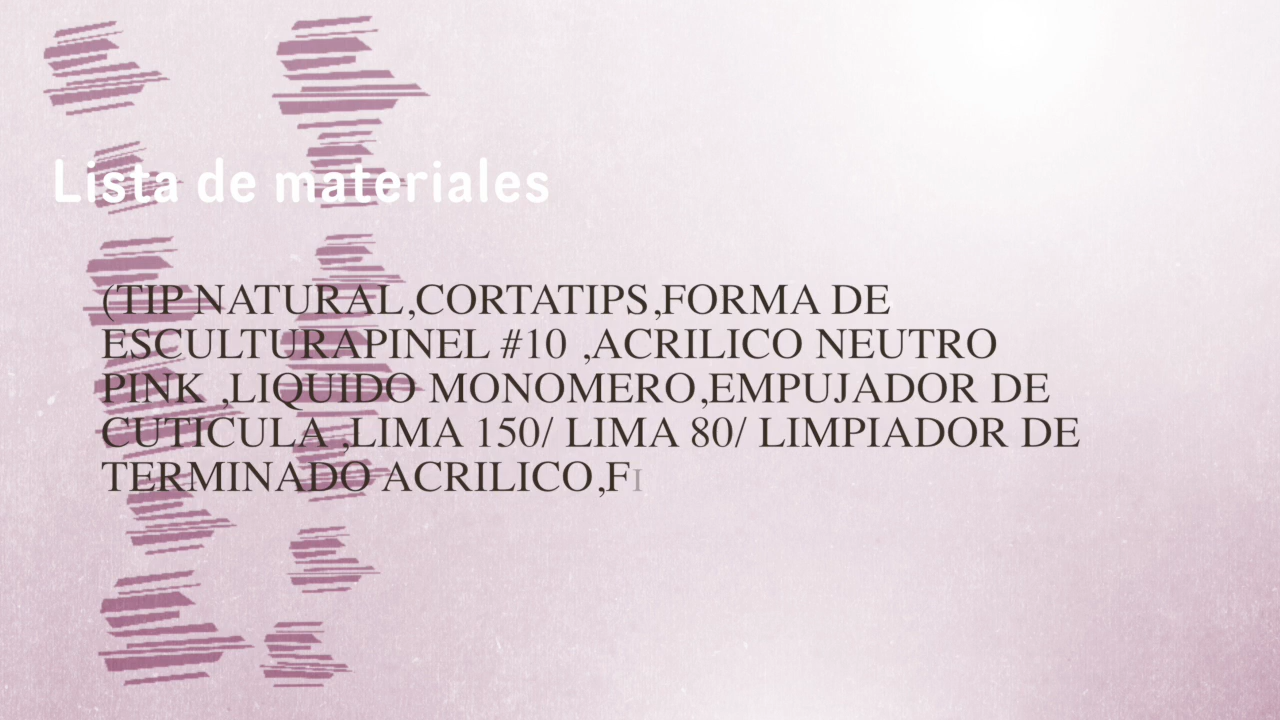 Lista de materiales
(TIP NATURAL,CORTATIPS,FORMA DE
ESCULTURAPINEL #10 ,ACRILICO NEUTRO
PINK ,LIQUIDO MONOMERO,EMPUJADOR DE
CUTICULA ,LIMA 150/ LIMA 80/ LIMPIADOR DE
TERMINADO ACRILICO,FI